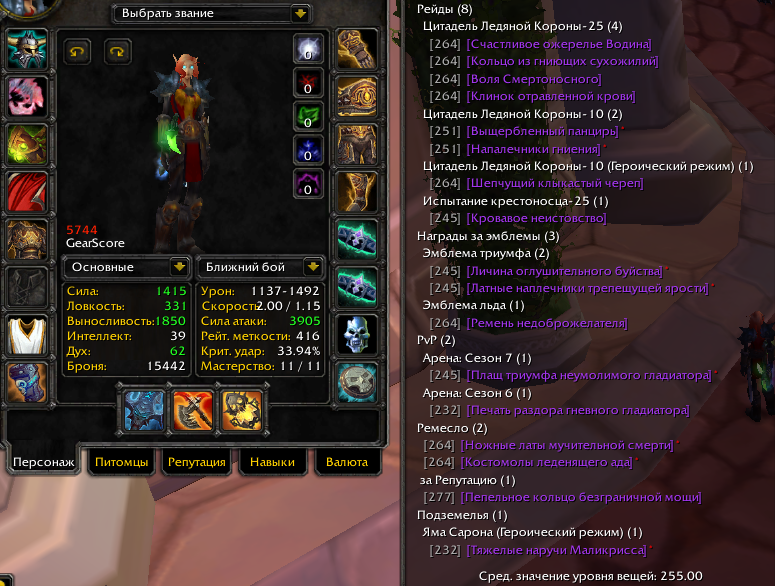 Выбрать звание
0
0
0
0
0
5744
GearScore
Основные
Ближний бой
Сила: 1415
Ловкость: 331
Выносливость: 1850
Интеллект: 39
Дух: 62
Броня: 15442
Урон: 1137-1492
Скорость 2.00 / 1.15
Сила атаки: 3905
Рейт. меткости: 416
Крит. удар: 33.94%
Мастерство: 11 / 11
Персонаж
Питомцы
Репутация
Навыки
Валюта
Рейды (8)
Цитадель Ледяной Короны-25 (4)
[264] [Счастливое ожерелье Водина]
[264] [Кольцо из гниющих сухожилий]
[264] [Воля Смертоносного]
[264] [Клинок отравленной крови]
Цитадель Ледяной Короны-10 (2)
[251] [Выщербленный панцирь]*
[251] [Напалечники гниения]*
Цитадель Ледяной Короны-10 (Героический режим) (1)
[264] [Шепчущий клыкастый череп]
Испытание крестоносца-25 (1)
[245] [Кровавое неистовство]
Награды за эмблемы (3)
Эмблема триумфа (2)
[245] [Личина оглушительного буйства]*
[245] [Латные наплечники трепещущей ярости]*
Эмблема льда (1)
[264] [Ремень недоброжелателя]
PvP (2)
Арена: Сезон 7 (1)
[245] [Плащ триумфа неумолимого гладиатора]*
Арена: Сезон 6 (1)
[232] [Печать раздора гневного гладиатора]
Ремесло (2)
[264] [Ножные латы мучительной смерти]*
[264] [Костомолы леденящего ада]*
за Репутацию (1)
[277] [Пепельное кольцо безграничной мощи]
Подземелья (1)
Яма Сарона (Героический режим) (1)
[232] [Тяжелые наручи Маликрисса]*
Сред. значение уровня вещей: 255.00